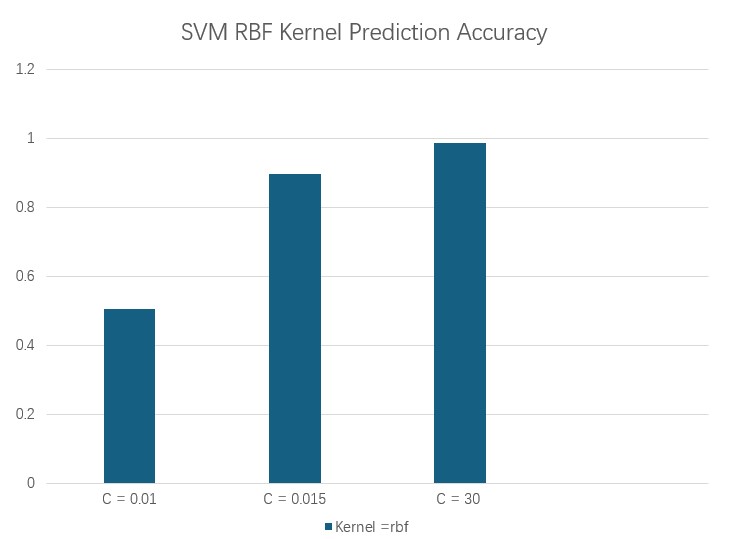 SVM RBF Kernel Prediction Accuracy
1.2
1
0.8
0.6
0.4
0.2
0
C = 0.01 C = 0.015 C = 30
Kernel =rbf